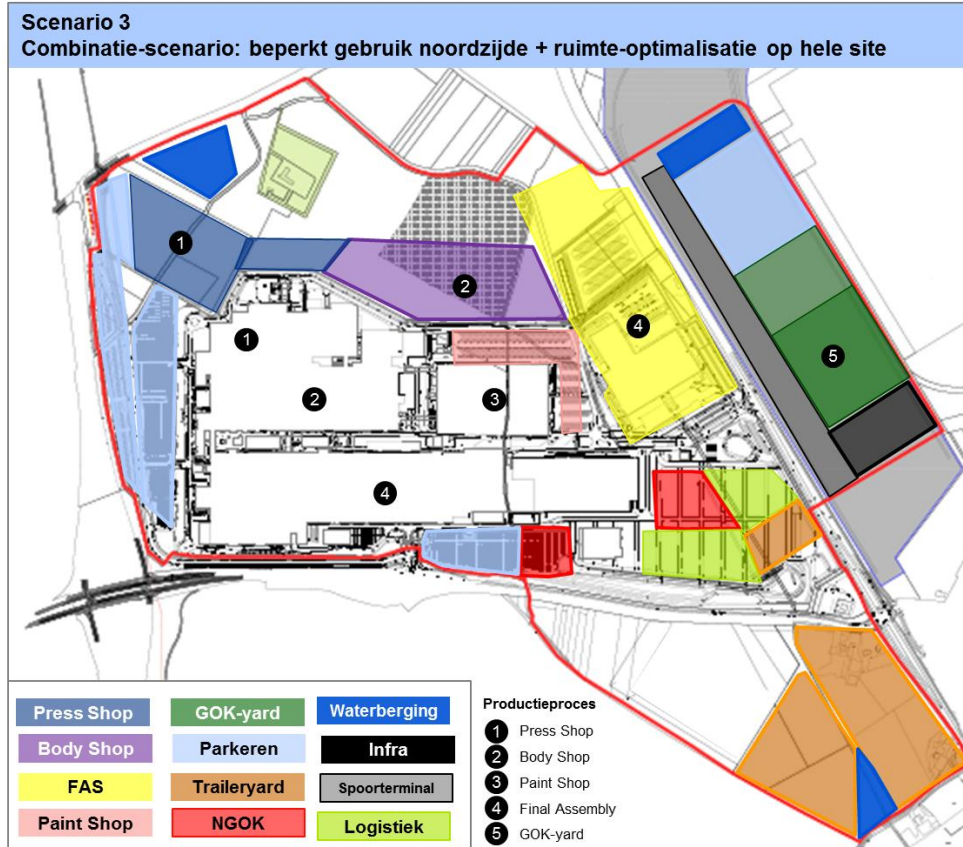 Scenario 3
Combinatie-scenario: beperkt gebruik noordzijde + ruimte-optimalisatie op hele site
1
2
4
1
2
3
5
4
Press Shop
GOK-yard
Waterberging
Body Shop
Parkeren
Infra
FAS
Traileryard
Spoorterminal
Paint Shop
NGOK
Logistiek
Productieproces
1 Press Shop
2 Body Shop
3 Paint Shop
4 Final Assembly
5 GOK-yard